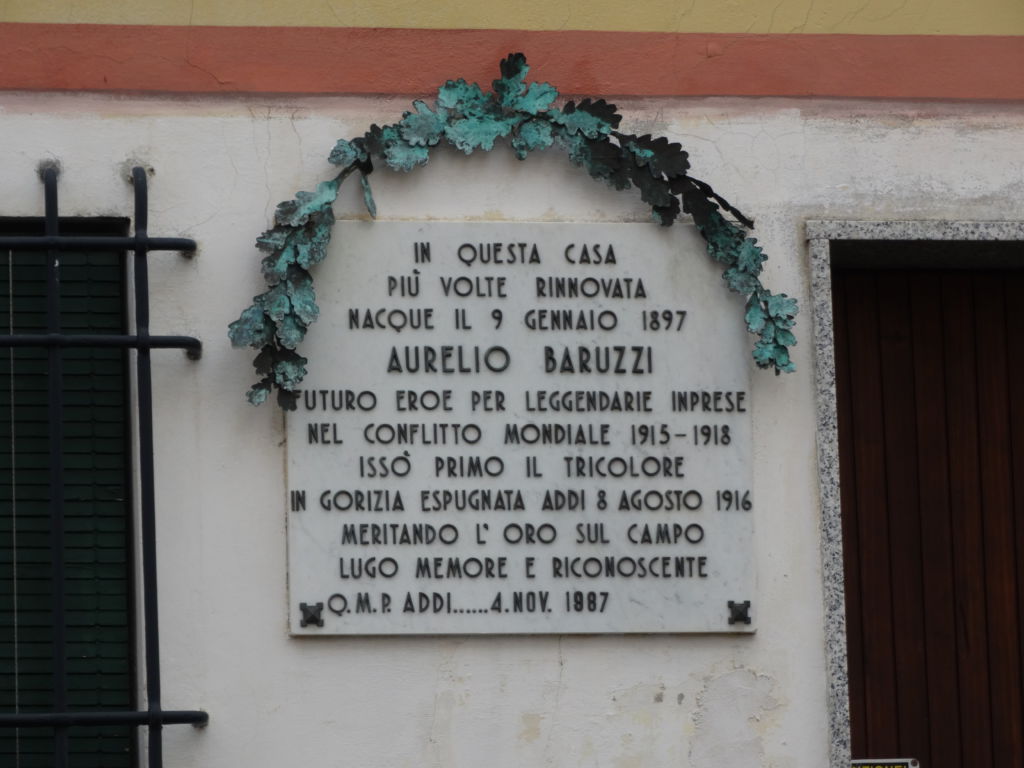 IN QUESTA CASA
PIÙ VOLTE RINNOVATA
NACQUE IL 9 GENNAIO 1897
AURELIO BARUZZI
FUTURO EROE PER LEGGENDARIE INPRESE
NEL CONFLITTO MONDIALE 1915-1918
ISSÒ PRIMO IL TRICOLORE
IN GORIZIA ESPUGNATA ADDI 8 AGOSTO 1916
MERITANDO L' ORO SUL CAMPO
LUGO MEMORE E RICONOSCENTE
Q.M.P. ADDI......4.NOV. 1987